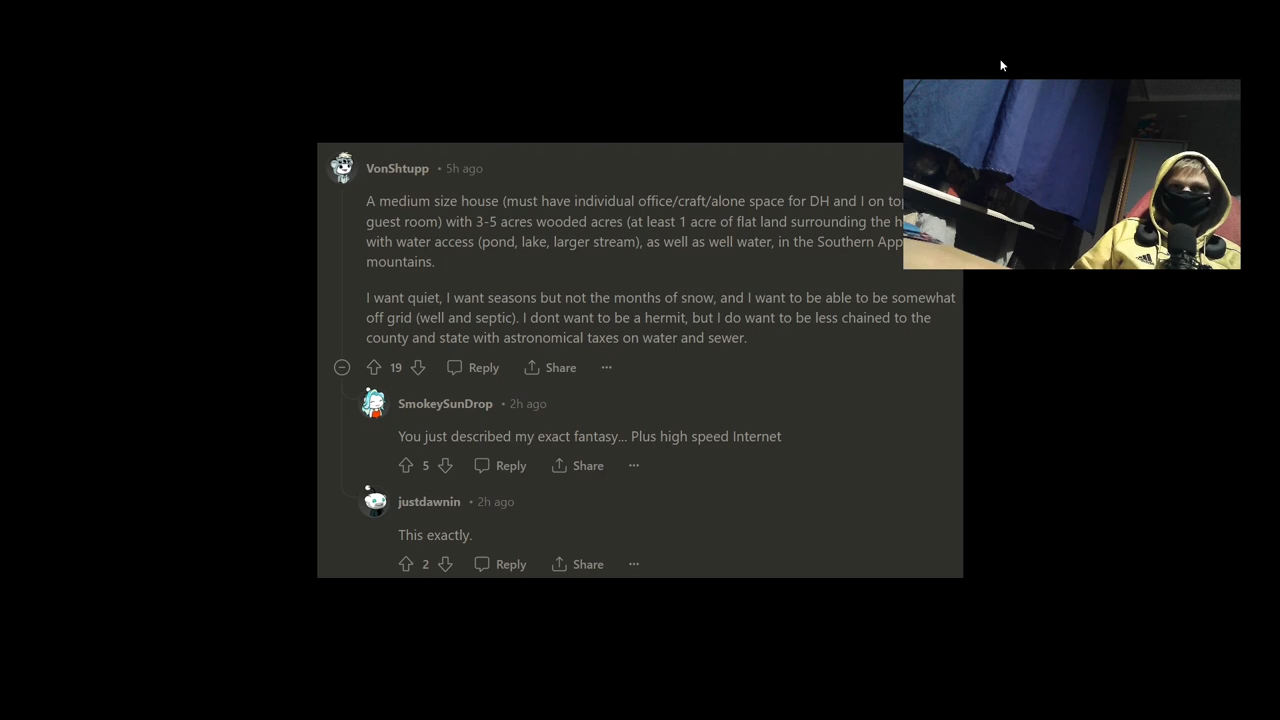 VonShtupp • 5h ago
A medium size house (must have individual office/craft/alone space for DH and I on top
guest room) with 3-5 acres wooded acres (at least 1 acre of flat land surrounding the
with water access (pond, lake, larger stream), as well as well water, in the Southern
mountains.
I want quiet, I want seasons but not the months of snow, and I want to be able to be somewhat
off grid (well and septic). I dont want to be a hermit, but I do want to be less chained to the
county and state with astronomical taxes on water and sewer.
19 Reply Share ...
SmokeySunDrop • 2h ago
You just described my exact fantasy... Plus high speed Internet
5 Reply Share ...
justdawnin • 2h ago
This exactly.
2 Reply Share ...